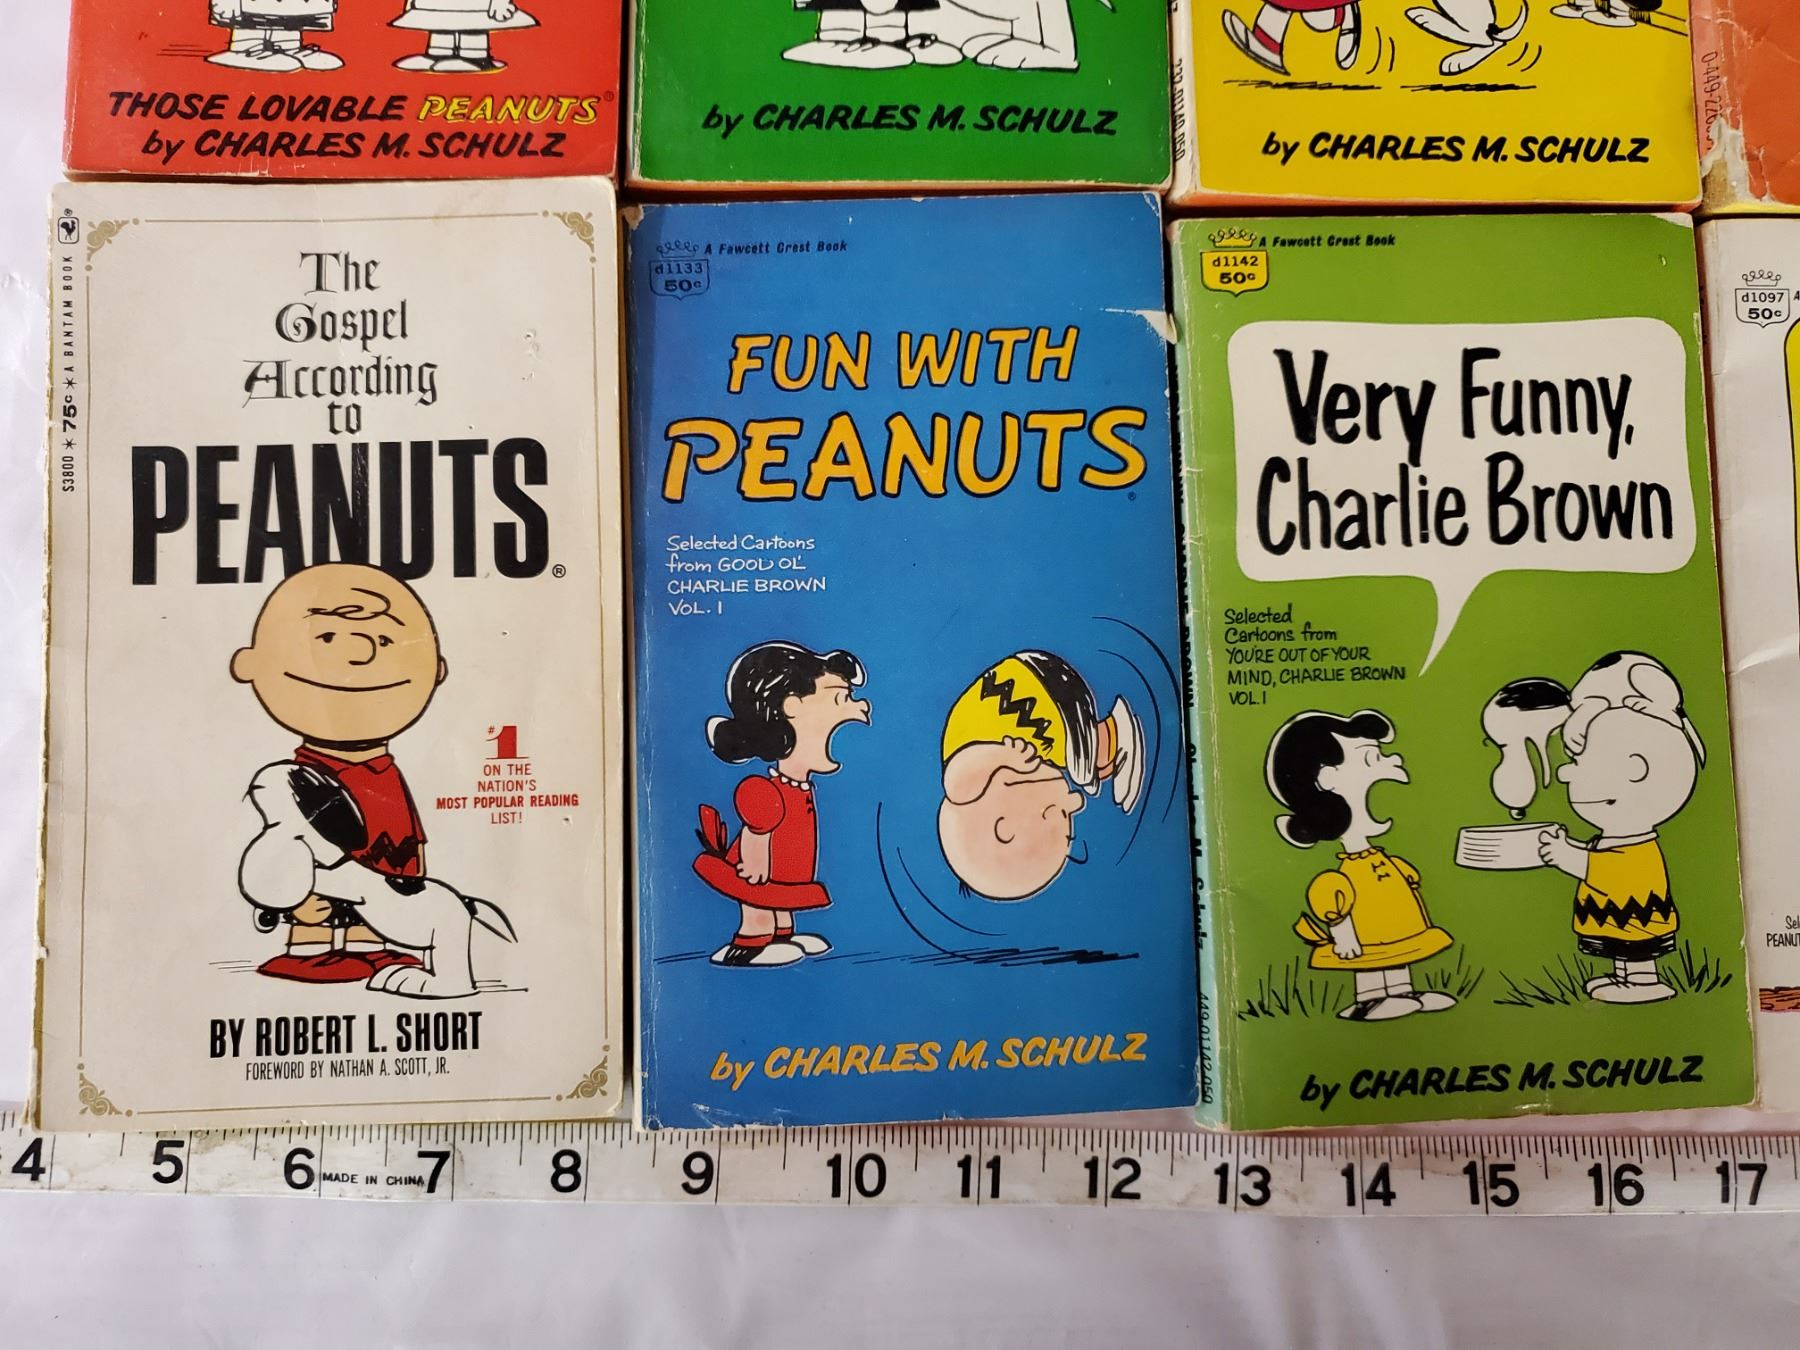 THOSE LOVABLE PEANUTS®
by CHARLES M. SCHULZ
by CHARLES M. SCHULZ
by CHARLES M. SCHULZ
S3800 * 75¢ * A BANTAM BOOK
The
Gospel
According
to
PEANUTS®
#1
ON THE
NATION'S
MOST POPULAR READING
LIST!
BY ROBERT L. SHORT
FOREWORD BY NATHAN A. SCOTT, JR.
A Fawcett Crest Book
d1133
50¢
FUN WITH
PEANUTS®
Selected Cartoons
from GOOD OL'
CHARLIE BROWN
VOL. 1
by CHARLES M. SCHULZ
A Fawcett Crest Book
d1142
50¢
Very Funny,
Charlie Brown
Selected
Cartoons from
YOU'RE OUT OF YOUR
MIND, CHARLIE BROWN
VOL. 1
by CHARLES M. SCHULZ
449-01142-050
d1097
50¢
4 5 6 MADE IN CHINA 7 8 9 10 11 12 13 14 15 16 17